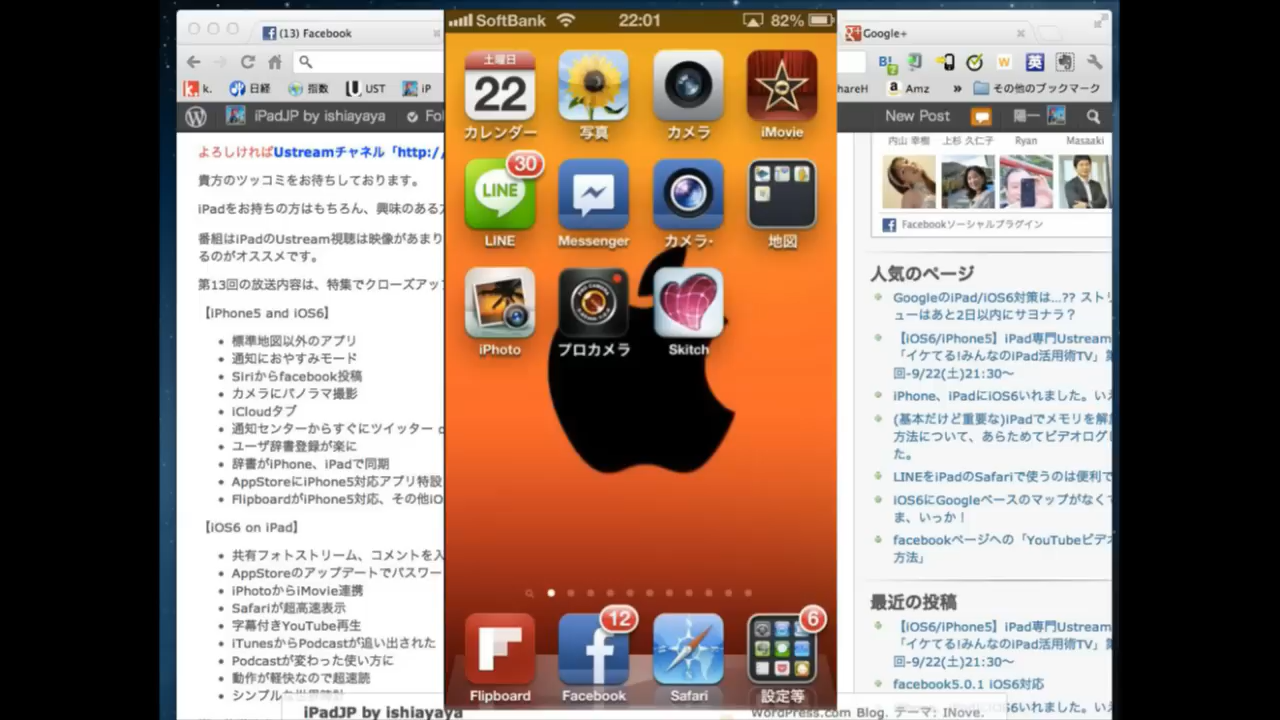 (13) Facebook
Google+
k.
日経
指数
UST
iP
B!
2
W
英
hareH
Amz
»
その他のブックマーク
iPadJP by ishiayaya
New Post
陽一
よろしければUstreamチャネル「http:/
貴方のツッコミをお待ちしております。
iPadをお持ちの方はもちろん、興味のある
番組はiPadのUstream視聴は映像があまり
るのがオススメです。
第13回の放送内容は、特集でクローズアッ
【iPhone5 and iOS6】
標準地図以外のアプリ
通知におやすみモード
Siriからfacebook投稿
カメラにパノラマ撮影
iCloudタブ
通知センターからすぐにツイッター
ユーザ辞書登録が楽に
辞書がiPhone、iPadで同期
AppStoreにiPhone5対応アプリ特設
FlipboardがiPhone5対応、その他iO
【iOS6 on iPad】
共有フォトストリーム、コメントを入
AppStoreのアップデートでパスワー
iPhotoからiMovie連携
Safariが超高速表示
字幕付きYouTube再生
iTunesからPodcastが追い出された
Podcastが変わった使い方に
動作が軽快なので超速読
iPadJP by ishiayaya
SoftBank
22:01
82%
土曜日
22
カレンダー
写真
カメラ
iMovie
30
LINE
LINE
Messenger
カメラ·
地図
iPhoto
プロカメラ
Skitch
12
6
Flipboard
Facebook
Safari
設定等
内山 幸樹
上杉 久仁子
Ryan
Masaaki
Facebookソーシャルプラグイン
人気のページ
GoogleのiPad/iOS6対策は...?? ストリ
ューはあと2日以内にサヨナラ？
【iOS6/iPhone5】iPad専門Ustream
「イケてる!みんなのiPad活用術TV」第
回-9/22(土)21:30〜
iPhone、iPadにiOS6いれました。いえ
(基本だけど重要な)iPadでメモリを解
方法について、あらためてビデオログし
た。
LINEをiPadのSafariで使うのは便利で
iOS6にGoogleベースのマップがなくて
ま、いっか！
facebookページへの「YouTubeビデオ
方法」
最近の投稿
【iOS6/iPhone5】iPad専門Ustream
「イケてる!みんなのiPad活用術TV」
-9/22(土)21:30〜
facebook5.0.1 iOS6対応
WordPress.com Blog. テーマ: INove.